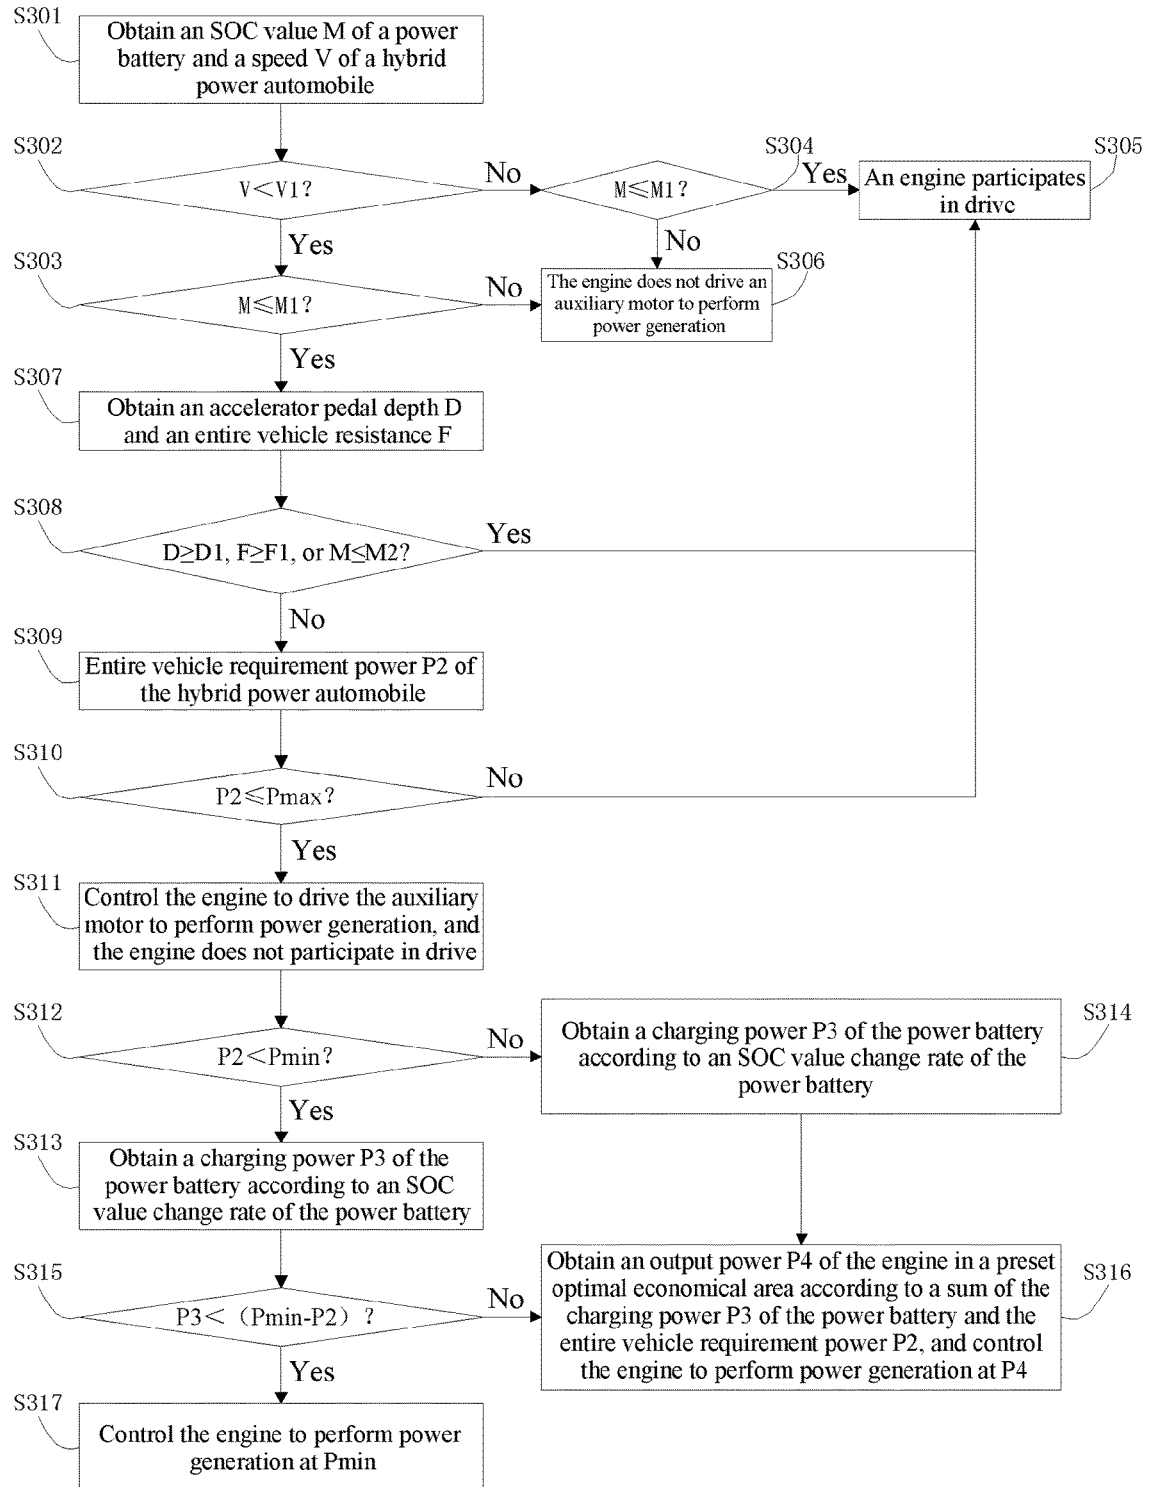 S301
Obtain an SOC value M of a power
battery and a speed V of a hybrid
power automobile
S302
V<V1?
No
S304
M≤M1?
Yes
S305
An engine participates
in drive
Yes
No
S303
M≤M1?
No
S306
The engine does not drive an
auxiliary motor to perform
power generation
Yes
S307
Obtain an accelerator pedal depth D
and an entire vehicle resistance F
S308
D≥D1, F≥F1, or M≤M2?
Yes
No
S309
Entire vehicle requirement power P2 of
the hybrid power automobile
S310
P2≤Pmax?
No
Yes
S311
Control the engine to drive the auxiliary
motor to perform power generation, and
the engine does not participate in drive
S312
P2<Pmin?
No
S314
Obtain a charging power P3 of the power battery
according to an SOC value change rate of the
power battery
Yes
S313
Obtain a charging power P3 of the
power battery according to an SOC
value change rate of the power battery
S315
P3< (Pmin-P2) ?
No
S316
Obtain an output power P4 of the engine in a preset
optimal economical area according to a sum of the
charging power P3 of the power battery and the
entire vehicle requirement power P2, and control
the engine to perform power generation at P4
Yes
S317
Control the engine to perform power
generation at Pmin